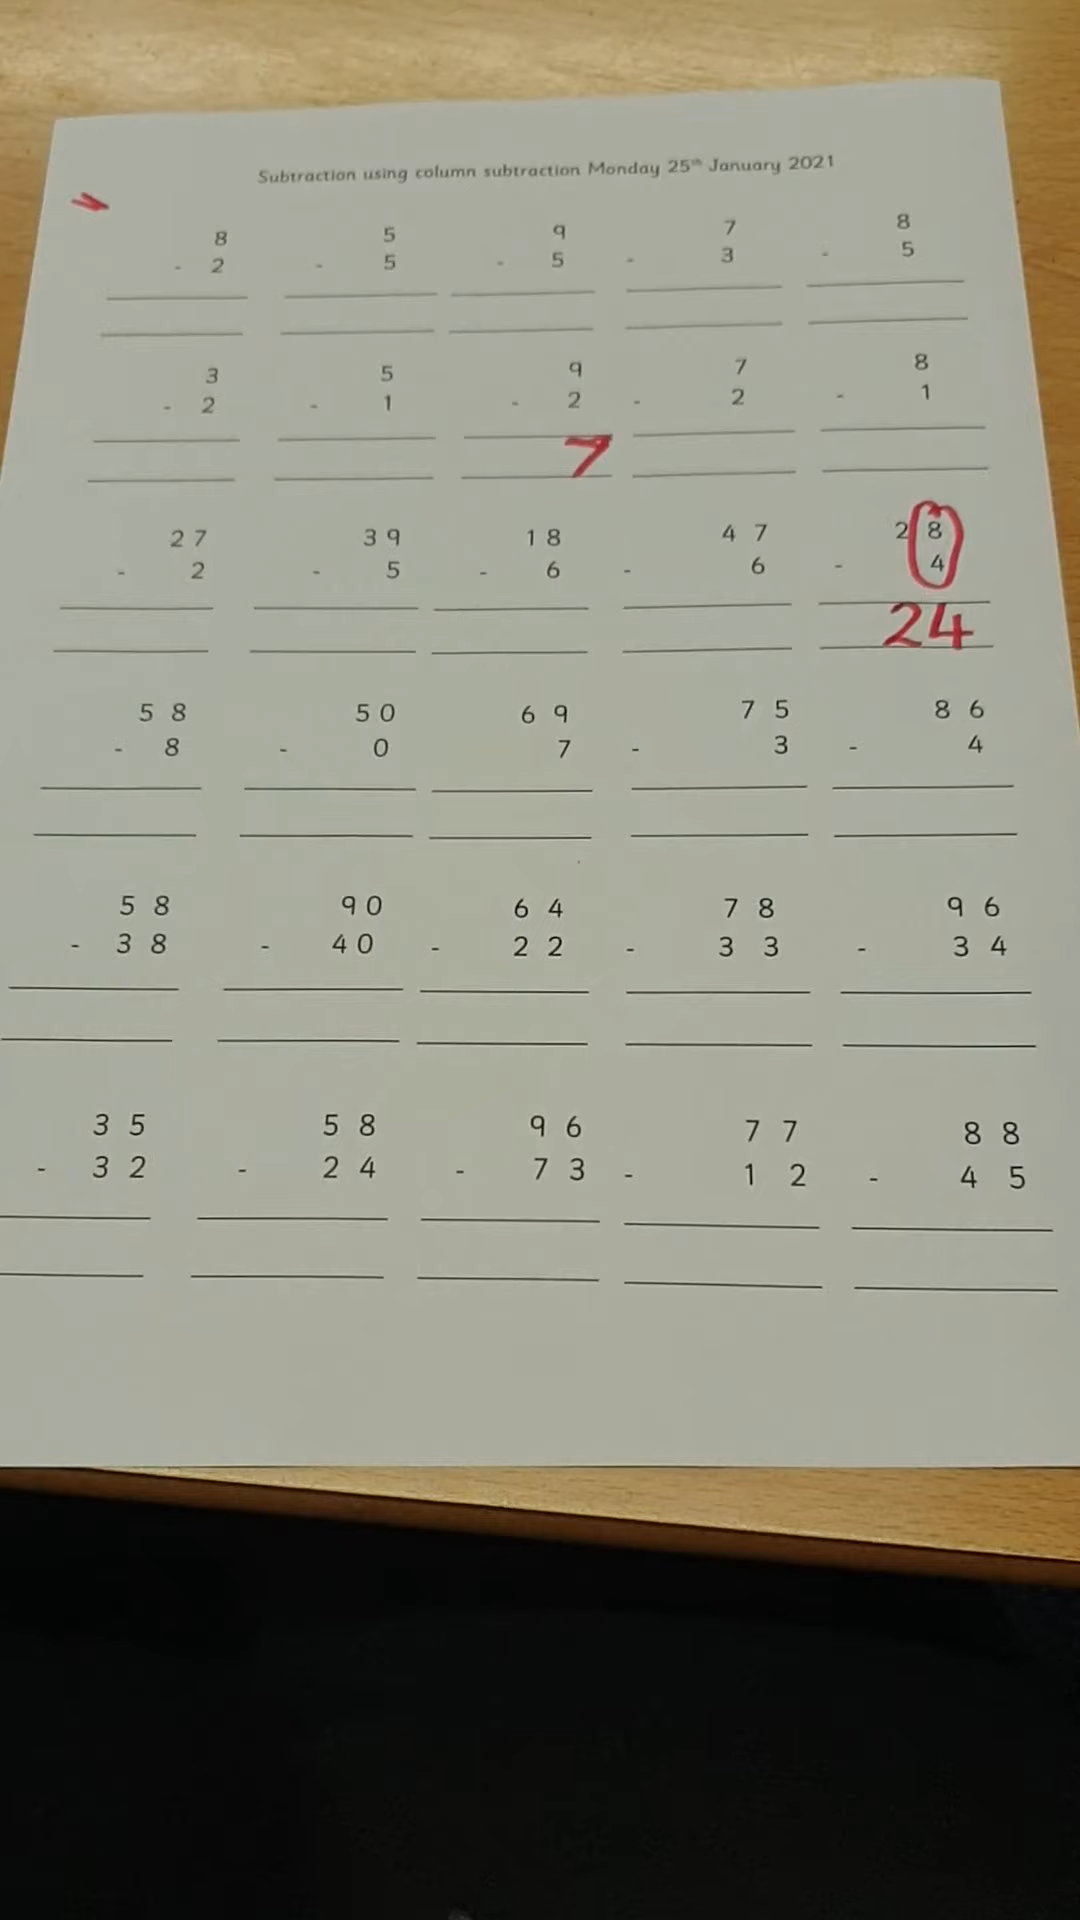 Subtraction using column subtraction Monday 25th January 2021
8 5 9 7 8
- 2 - 5 - 5 - 3 - 5
3 5 9 7 8
- 2 - 1 - 2 - 2 - 1
7
27 39 18 47 28
- 2 - 5 - 6 - 6 - 4
24
58 50 69 75 86
- 8 - 0 7 - 3 - 4
58 90 64 78 96
- 38 - 40 - 22 - 33 - 34
35 58 96 77 88
- 32 - 24 - 73 - 12 - 45